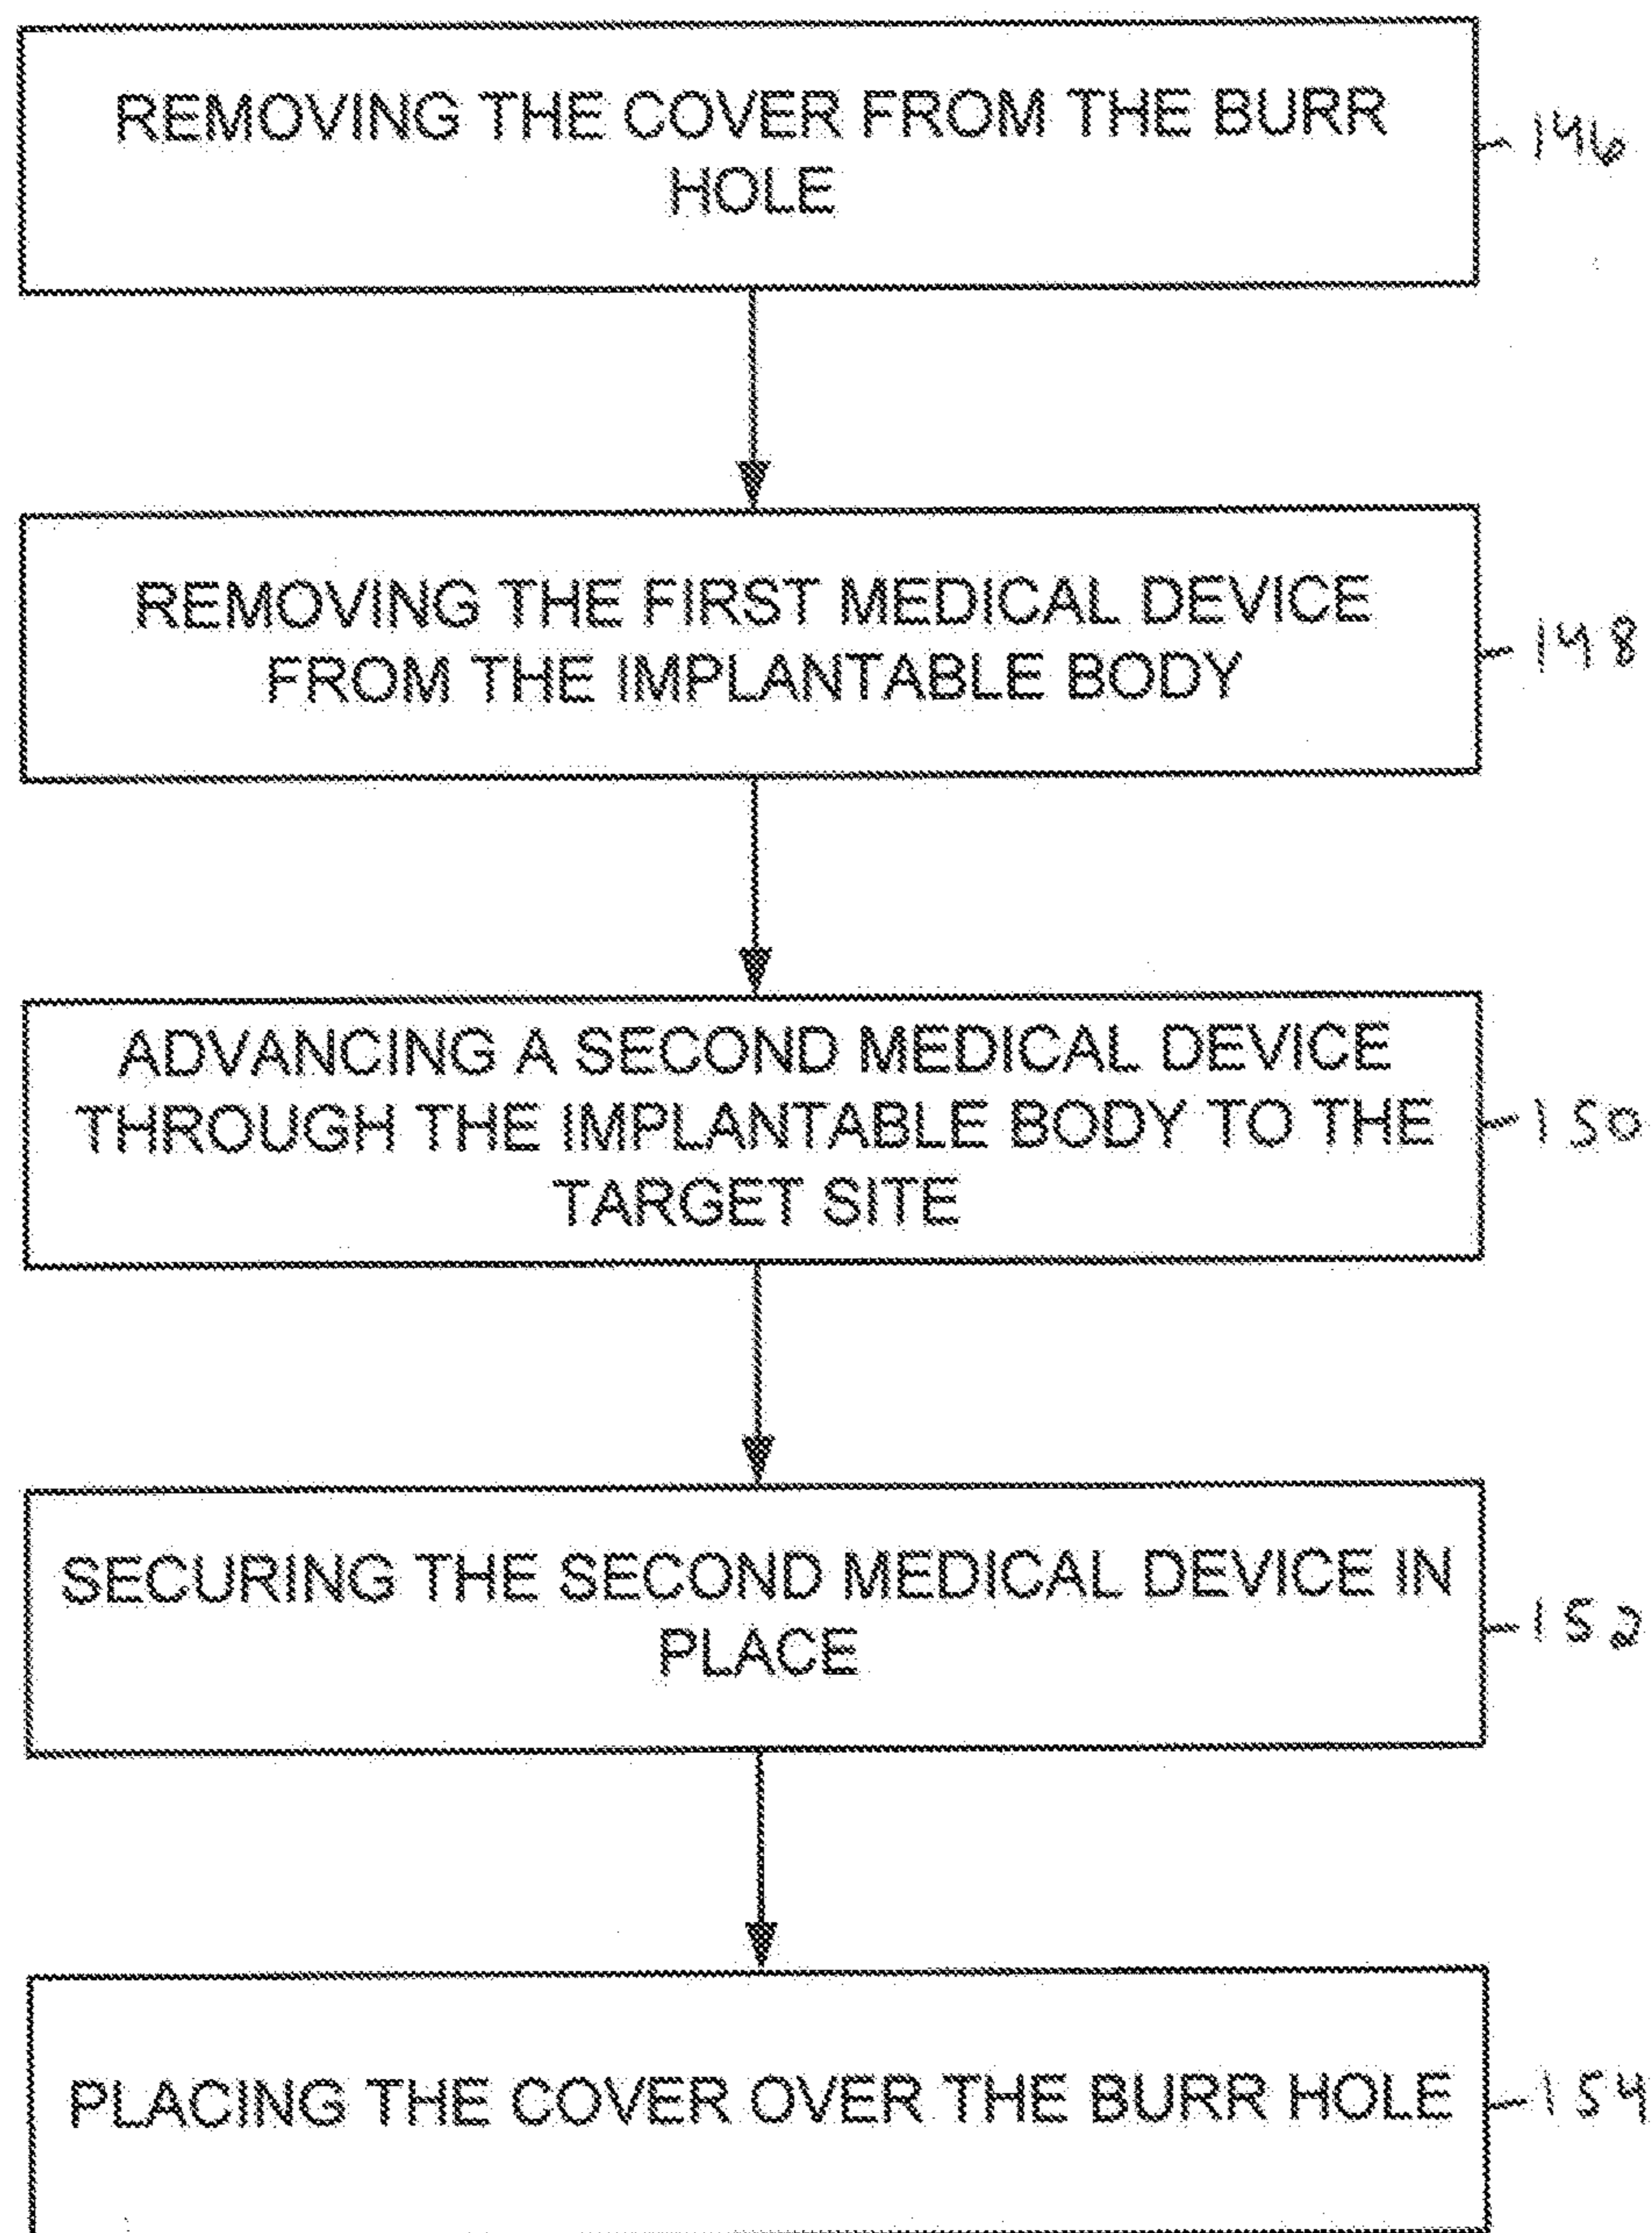 REMOVING THE COVER FROM THE BURR
HOLE
146
REMOVING THE FIRST MEDICAL DEVICE
FROM THE IMPLANTABLE BODY
148
ADVANCING A SECOND MEDICAL DEVICE
THROUGH THE IMPLANTABLE BODY TO THE
TARGET SITE
150
SECURING THE SECOND MEDICAL DEVICE IN
PLACE
152
PLACING THE COVER OVER THE BURR HOLE
154